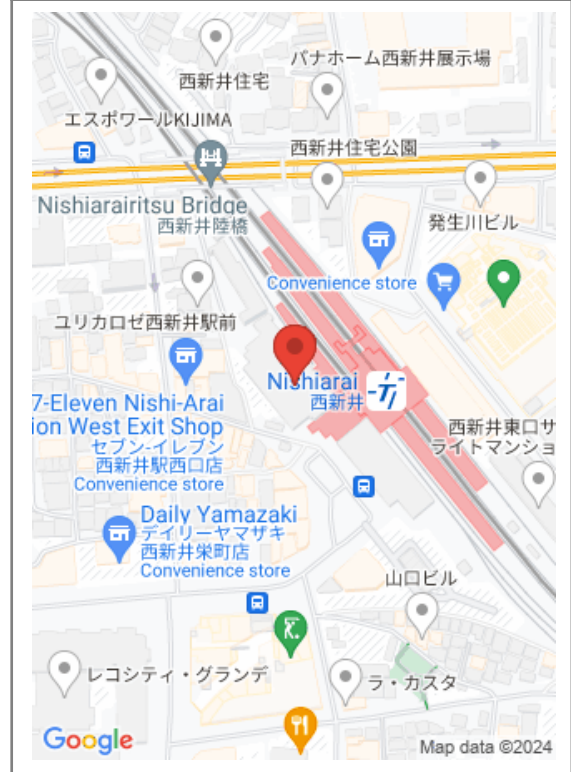 パナホーム西新井展示場
西新井住宅
エスポワールKIJIMA
西新井住宅公園
Nishiarairitsu Bridge
西新井陸橋
発生川ビル
Convenience store
ユリカロゼ西新井駅前
Nishiarai
西新井
7-Eleven Nishi-Arai
ion West Exit Shop
セブン-イレブン
西新井駅西口店
Convenience store
西新井東口サ
ライトマンショ
Daily Yamazaki
デイリーヤマザキ
西新井栄町店
Convenience store
山口ビル
レコシティ・グランデ
ラ・カスタ
Google
Map data ©2024